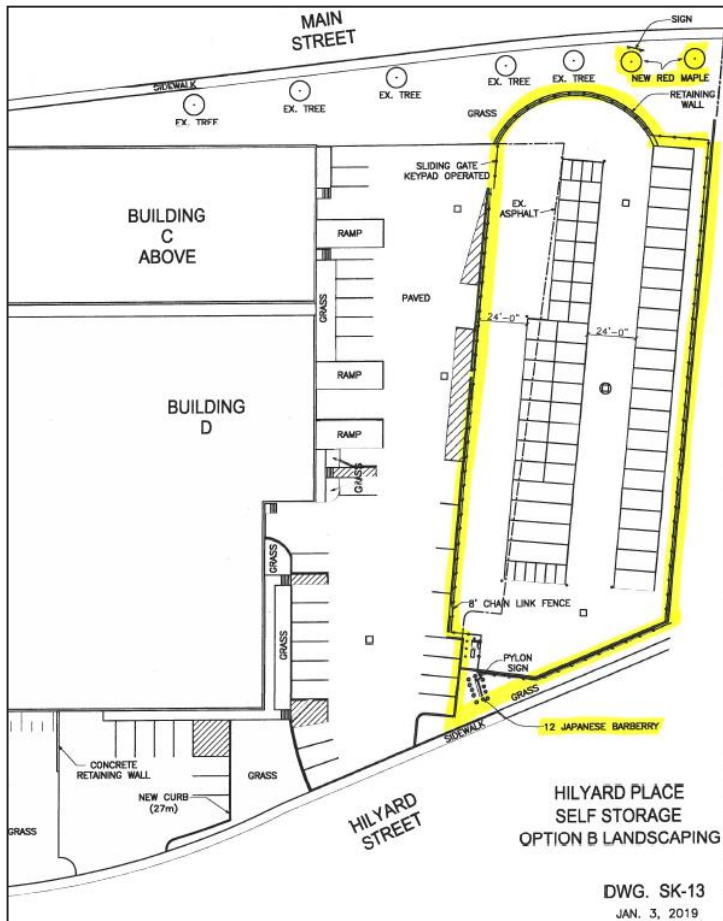 MAIN
STREET
SIGN
SIDEWALK
EX. TREE
EX. TREE
EX. TREE
EX. TREE
EX. TREE
NEW RED MAPLE
RETAINING
WALL
GRASS
SLIDING GATE
KEYPAD OPERATED
EX.
ASPHALT
BUILDING
C
ABOVE
RAMP
GRASS
PAVED
24'-0"
24'-0"
RAMP
BUILDING
D
RAMP
GRASS
GRASS
8' CHAIN LINK FENCE
GRASS
PYLON
SIGN
GRASS
12 JAPANESE BARBERRY
SIDEWALK
CONCRETE
RETAINING WALL
GRASS
NEW CURB
(27m)
GRASS
HILYARD
STREET
HILYARD PLACE
SELF STORAGE
OPTION B LANDSCAPING
DWG. SK-13
JAN. 3, 2019